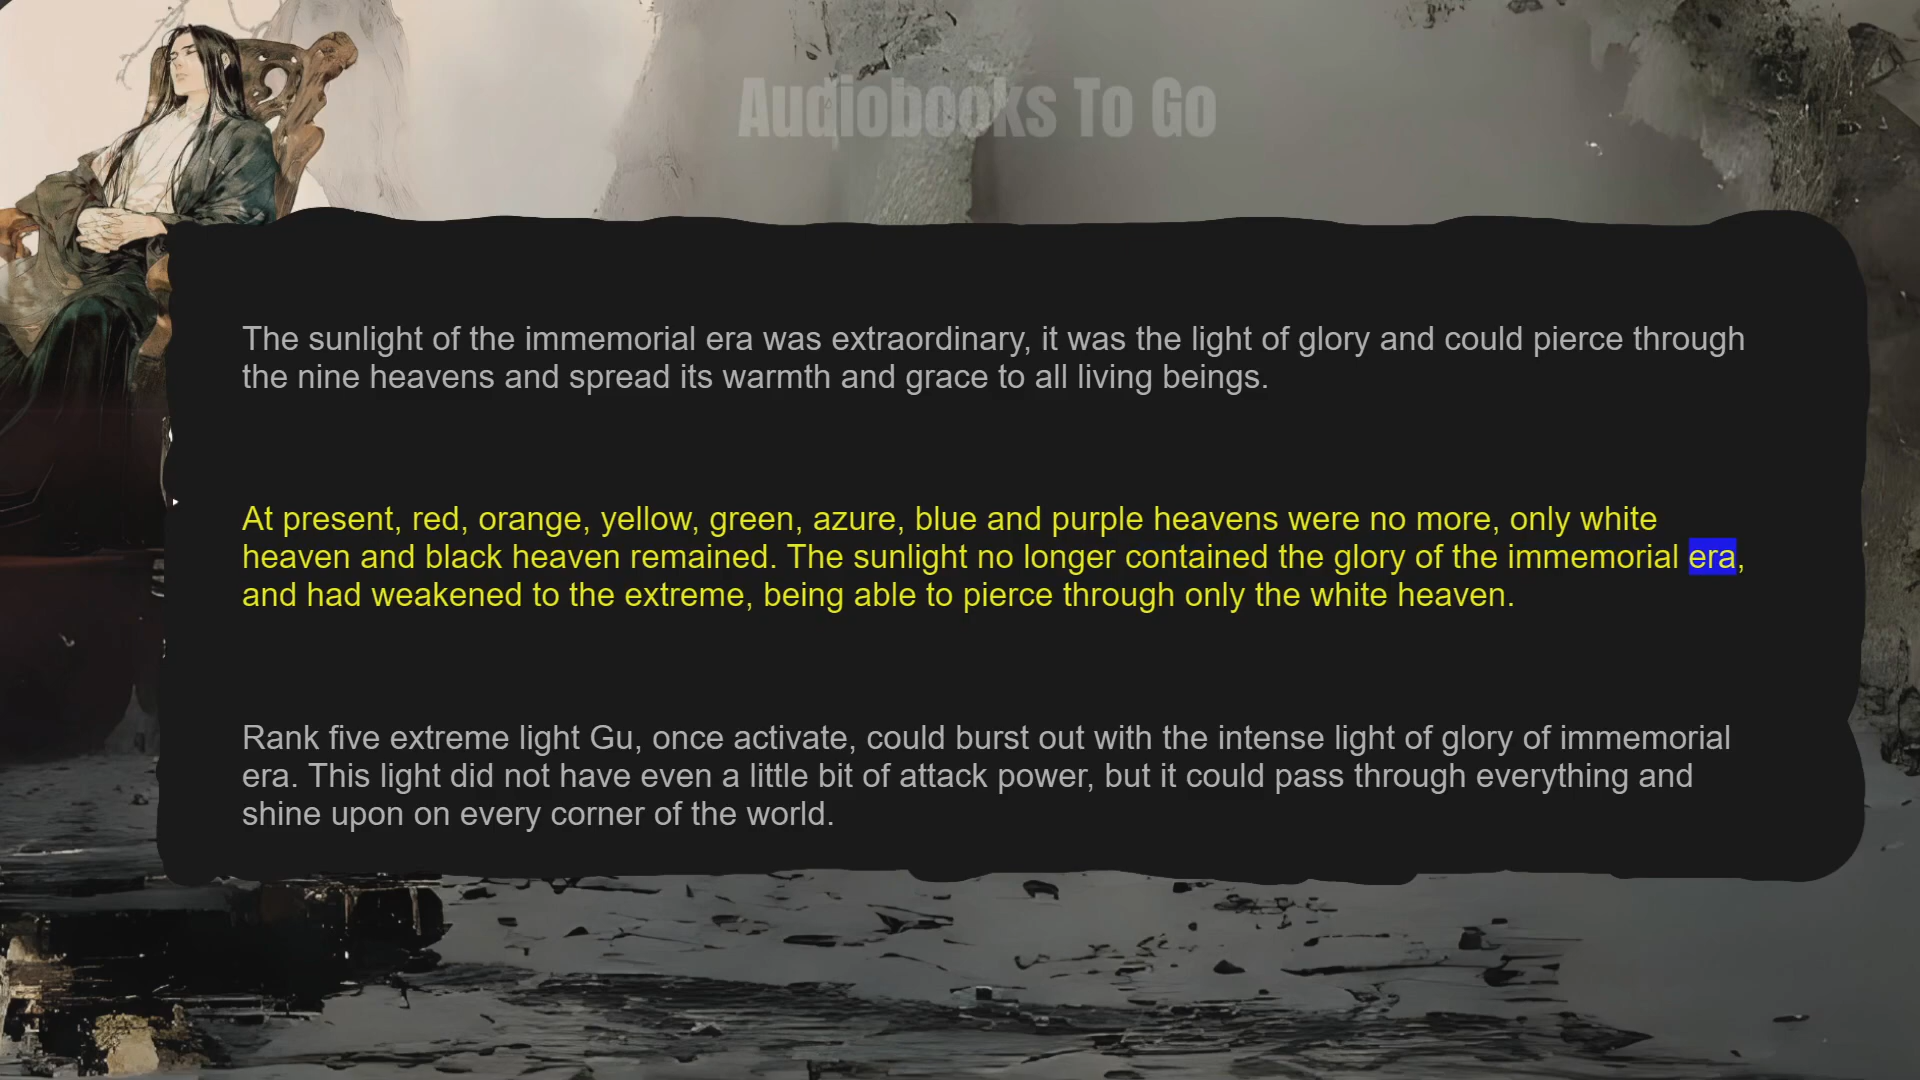 Audiobooks To Go
The sunlight of the immemorial era was extraordinary, it was the light of glory and could pierce through
the nine heavens and spread its warmth and grace to all living beings.
At present, red, orange, yellow, green, azure, blue and purple heavens were no more, only white
heaven and black heaven remained. The sunlight no longer contained the glory of the immemorial era,
and had weakened to the extreme, being able to pierce through only the white heaven.
Rank five extreme light Gu, once activate, could burst out with the intense light of glory of immemorial
era. This light did not have even a little bit of attack power, but it could pass through everything and
shine upon on every corner of the world.